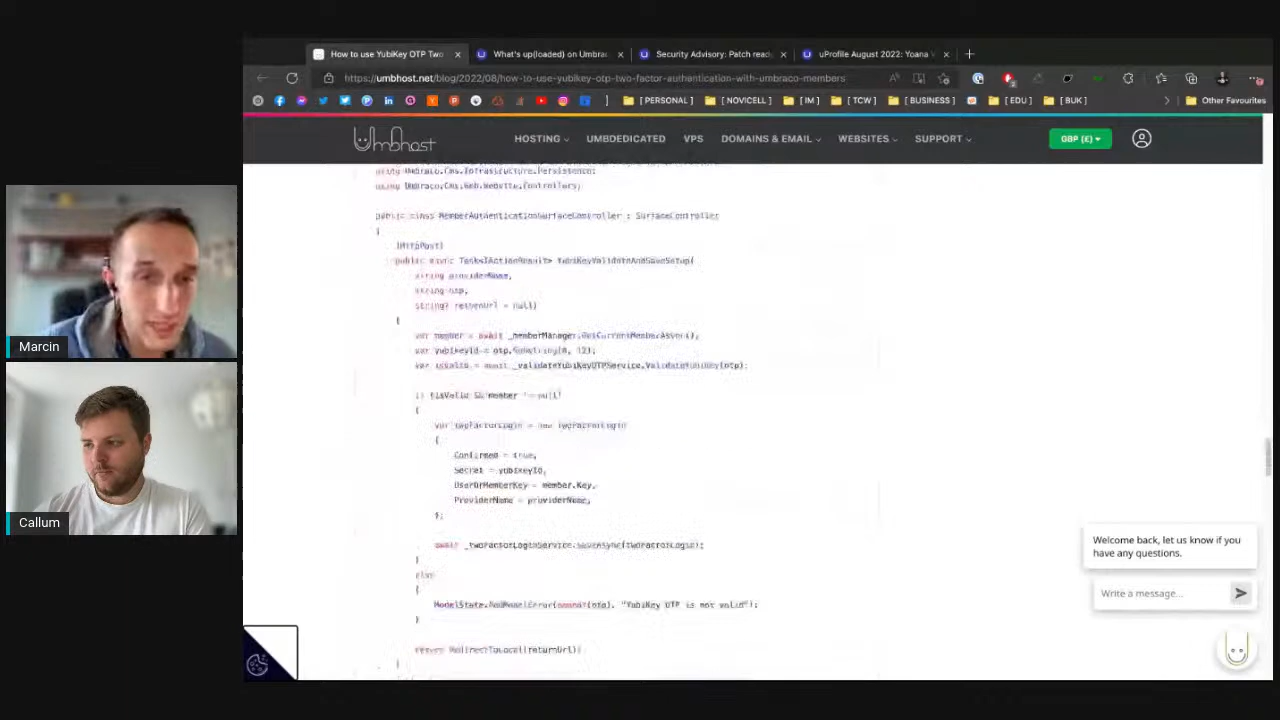 How to use YubiKey OTP Two
What's up(loaded) on Umbra
Security Advisory: Patch read
uProfile August 2022: Yoana V
https://umbhost.net/blog/2022/08/how-to-use-yubikey-otp-two-factor-authentication-with-umbraco-members
[ PERSONAL ]
[ NOVICELL ]
[ IM ]
[ TCW ]
[ BUSINESS ]
[ EDU ]
[ BUK ]
Other Favourites
Umbhost
HOSTING
UMBDEDICATED
VPS
DOMAINS & EMAIL
WEBSITES
SUPPORT
GBP (£)
using Umbraco.Cms.Infrastructure.Persistence;
using Umbraco.Cms.Web.Website.Controllers;
public class MemberAuthenticationSurfaceController : SurfaceController
{
[HttpPost]
public async Task<IActionResult> YubiKeyValidateAndSaveSetup(
string providerName,
string otp,
string? returnUrl = null)
{
var member = await _memberManager.GetCurrentMemberAsync();
var yubikeyId = otp.Substring(0, 12);
var isValid = await _validateYubiKeyOTPService.ValidateYubiKey(otp);
if (isValid && member != null)
{
var twoFactorLogin = new TwoFactorLogin
{
Confirmed = true,
Secret = yubikeyId,
UserOrMemberKey = member.Key,
ProviderName = providerName,
};
await _twoFactorLoginService.SaveAsync(twoFactorLogin);
}
else
{
ModelState.AddModelError(nameof(otp), "YubiKey OTP is not valid");
}
return RedirectToLocal(returnUrl);
}
Welcome back, let us know if you
have any questions.
Write a message...
Marcin
Callum